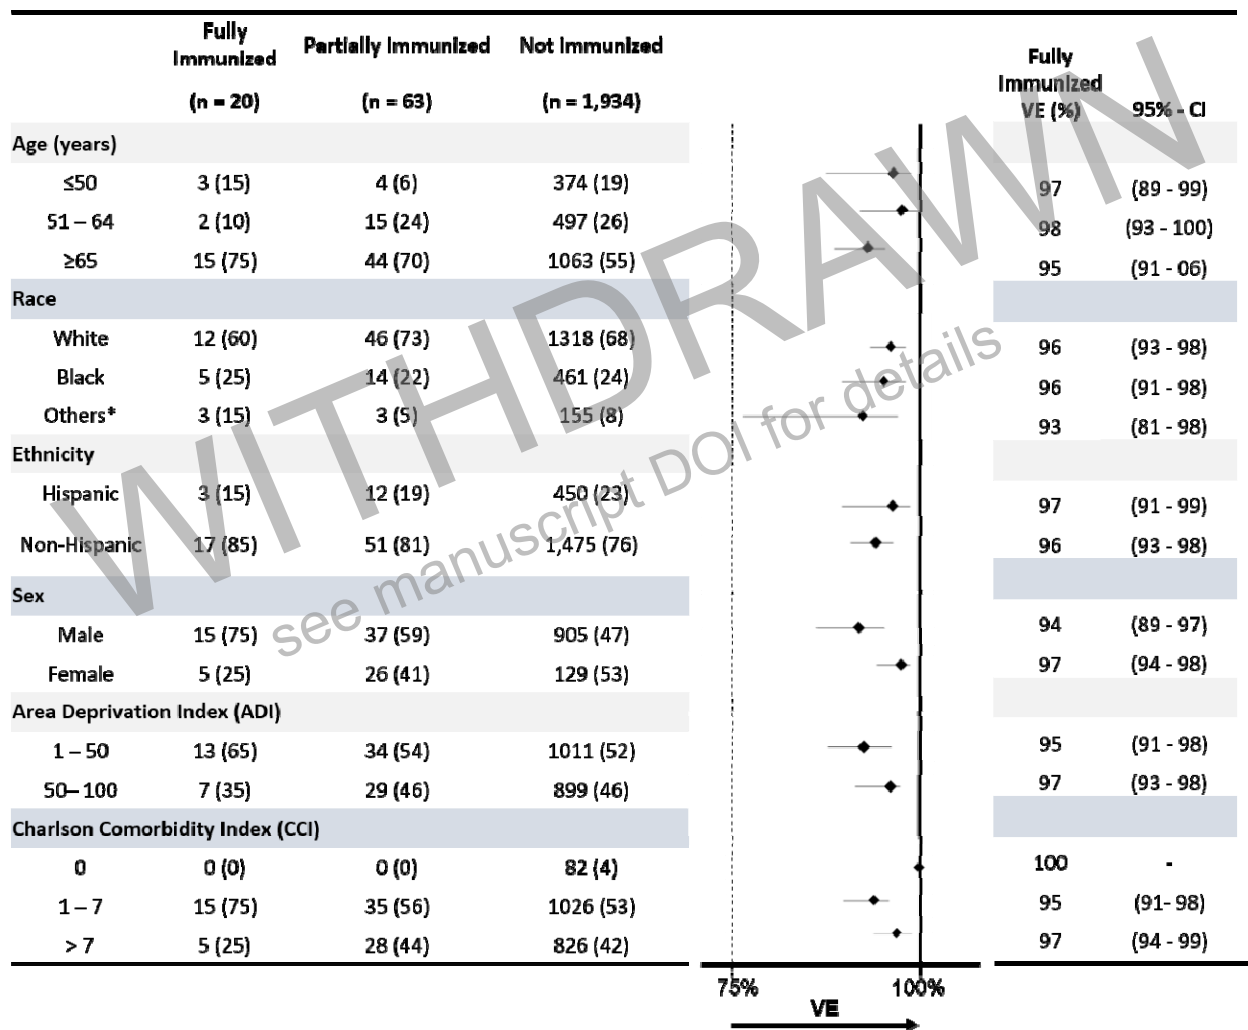 Fully Immunized Partially Immunized Not Immunized Fully Immunized VE (%) 95% - CI
(n = 20) (n = 63) (n = 1,934)
Age (years)
≤50 3 (15) 4 (6) 374 (19) 97 (89 - 99)
51 – 64 2 (10) 15 (24) 497 (26) 98 (93 - 100)
≥65 15 (75) 44 (70) 1063 (55) 95 (91 - 06)
Race
White 12 (60) 46 (73) 1318 (68) 96 (93 - 98)
Black 5 (25) 14 (22) 461 (24) 96 (91 - 98)
Others* 3 (15) 3 (5) 155 (8) 93 (81 - 98)
Ethnicity
Hispanic 3 (15) 12 (19) 450 (23) 97 (91 - 99)
Non-Hispanic 17 (85) 51 (81) 1,475 (76) 96 (93 - 98)
Sex
Male 15 (75) 37 (59) 905 (47) 94 (89 - 97)
Female 5 (25) 26 (41) 129 (53) 97 (94 - 98)
Area Deprivation Index (ADI)
1 – 50 13 (65) 34 (54) 1011 (52) 95 (91 - 98)
50– 100 7 (35) 29 (46) 899 (46) 97 (93 - 98)
Charlson Comorbidity Index (CCI)
0 0 (0) 0 (0) 82 (4) 100 -
1 – 7 15 (75) 35 (56) 1026 (53) 95 (91- 98)
> 7 5 (25) 28 (44) 826 (42) 97 (94 - 99)
75% 100%
VE
WITHDRAWN
see manuscript DOI for details